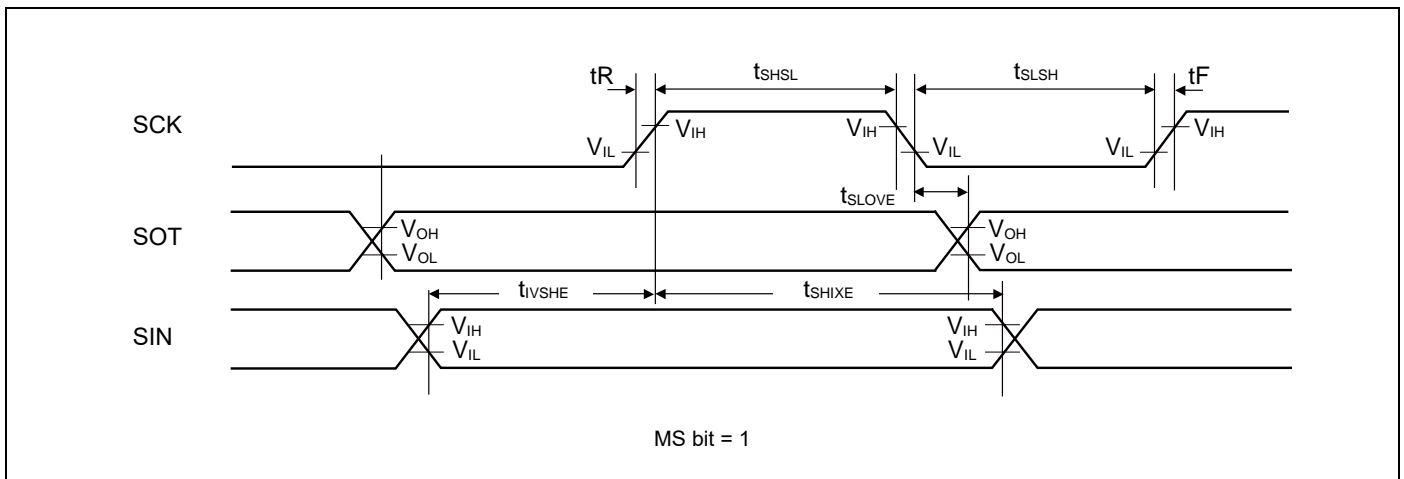 tR tSHSL tSLSH tF
SCK VIH VIH VIH
VIL VIL VIL
tSLOVE
SOT VOH VOH
VOL VOL
tIVSHE tSHIXE
SIN VIH VIH
VIL VIL
MS bit = 1